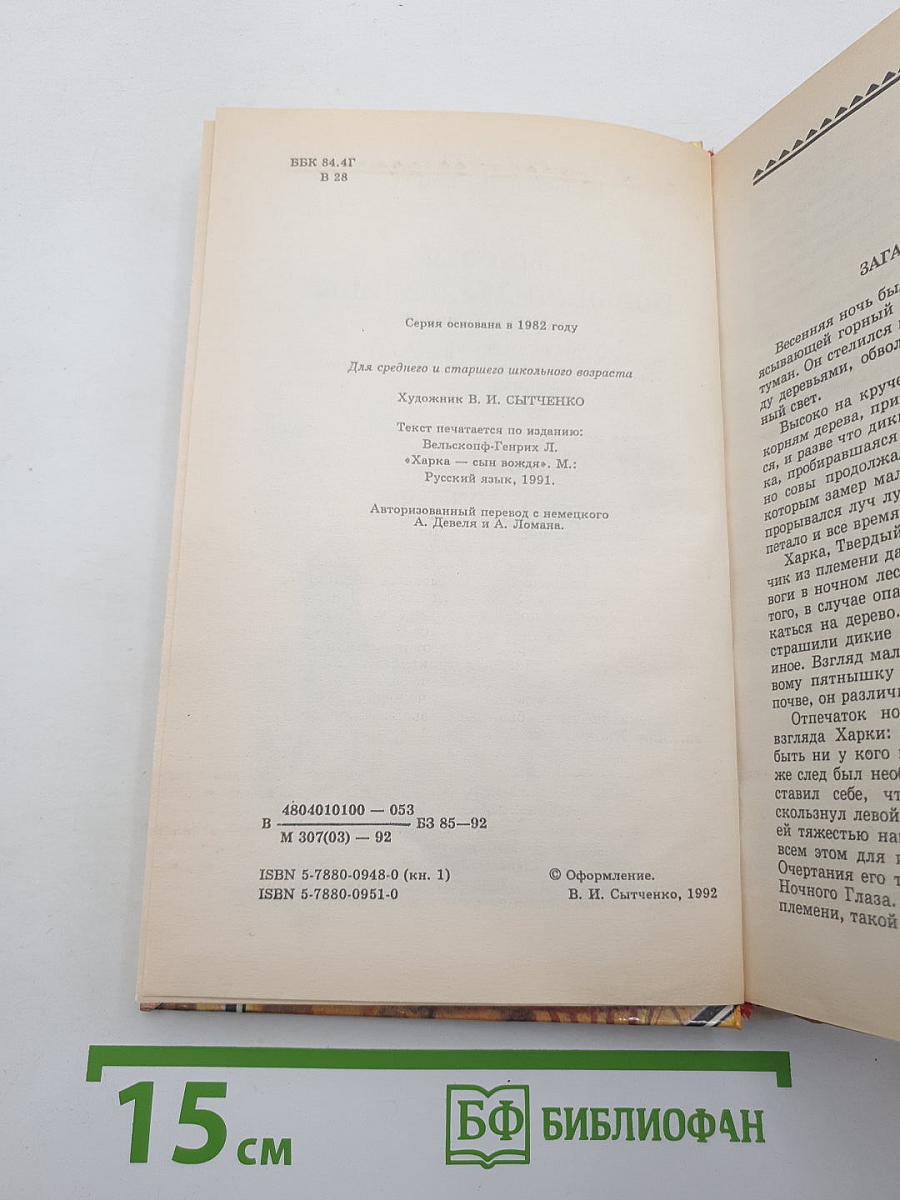 ББК 84.4Г
В 28
Серия основана в 1982 году
Для среднего и старшего школьного возраста
Художник В. И. СЫТЧЕНКО
Текст печатается по изданию:
Вельскопф-Генрих Л.
«Харка — сын вождя». М.:
Русский язык, 1991.
Авторизованный перевод с немецкого
А. Девеля и А. Ломана.
В 4804010100 — 053 БЗ 85—92
М 307(03) — 92
ISBN 5-7880-0948-0 (кн. 1)
ISBN 5-7880-0951-0
© Оформление.
В. И. Сытченко, 1992
ЗАГА
Весенняя ночь бы
ясывающей горный
туман. Он стелился
ду деревьями, обвол
ный свет.
Высоко на круче
корням дерева, при
ся, и разве что дик
ка, пробиравшаяся
но совы продолжа
которым замер мал
прорывался луч лу
петало и все время
Харка, Твердый
чик из племени да
воги в ночном лес
того, в случае опа
каться на дерево.
страшили дикие
иное. Взгляд мал
вому пятнышку
почве, он различ
Отпечаток но
взгляда Харки:
быть ни у кого
же след был необ
ставил себе, чт
скользнул левой
ей тяжестью на
всем этом для
Очертания его т
Ночного Глаза.
племени, такой
15 см
БФ БИБЛИОФАН